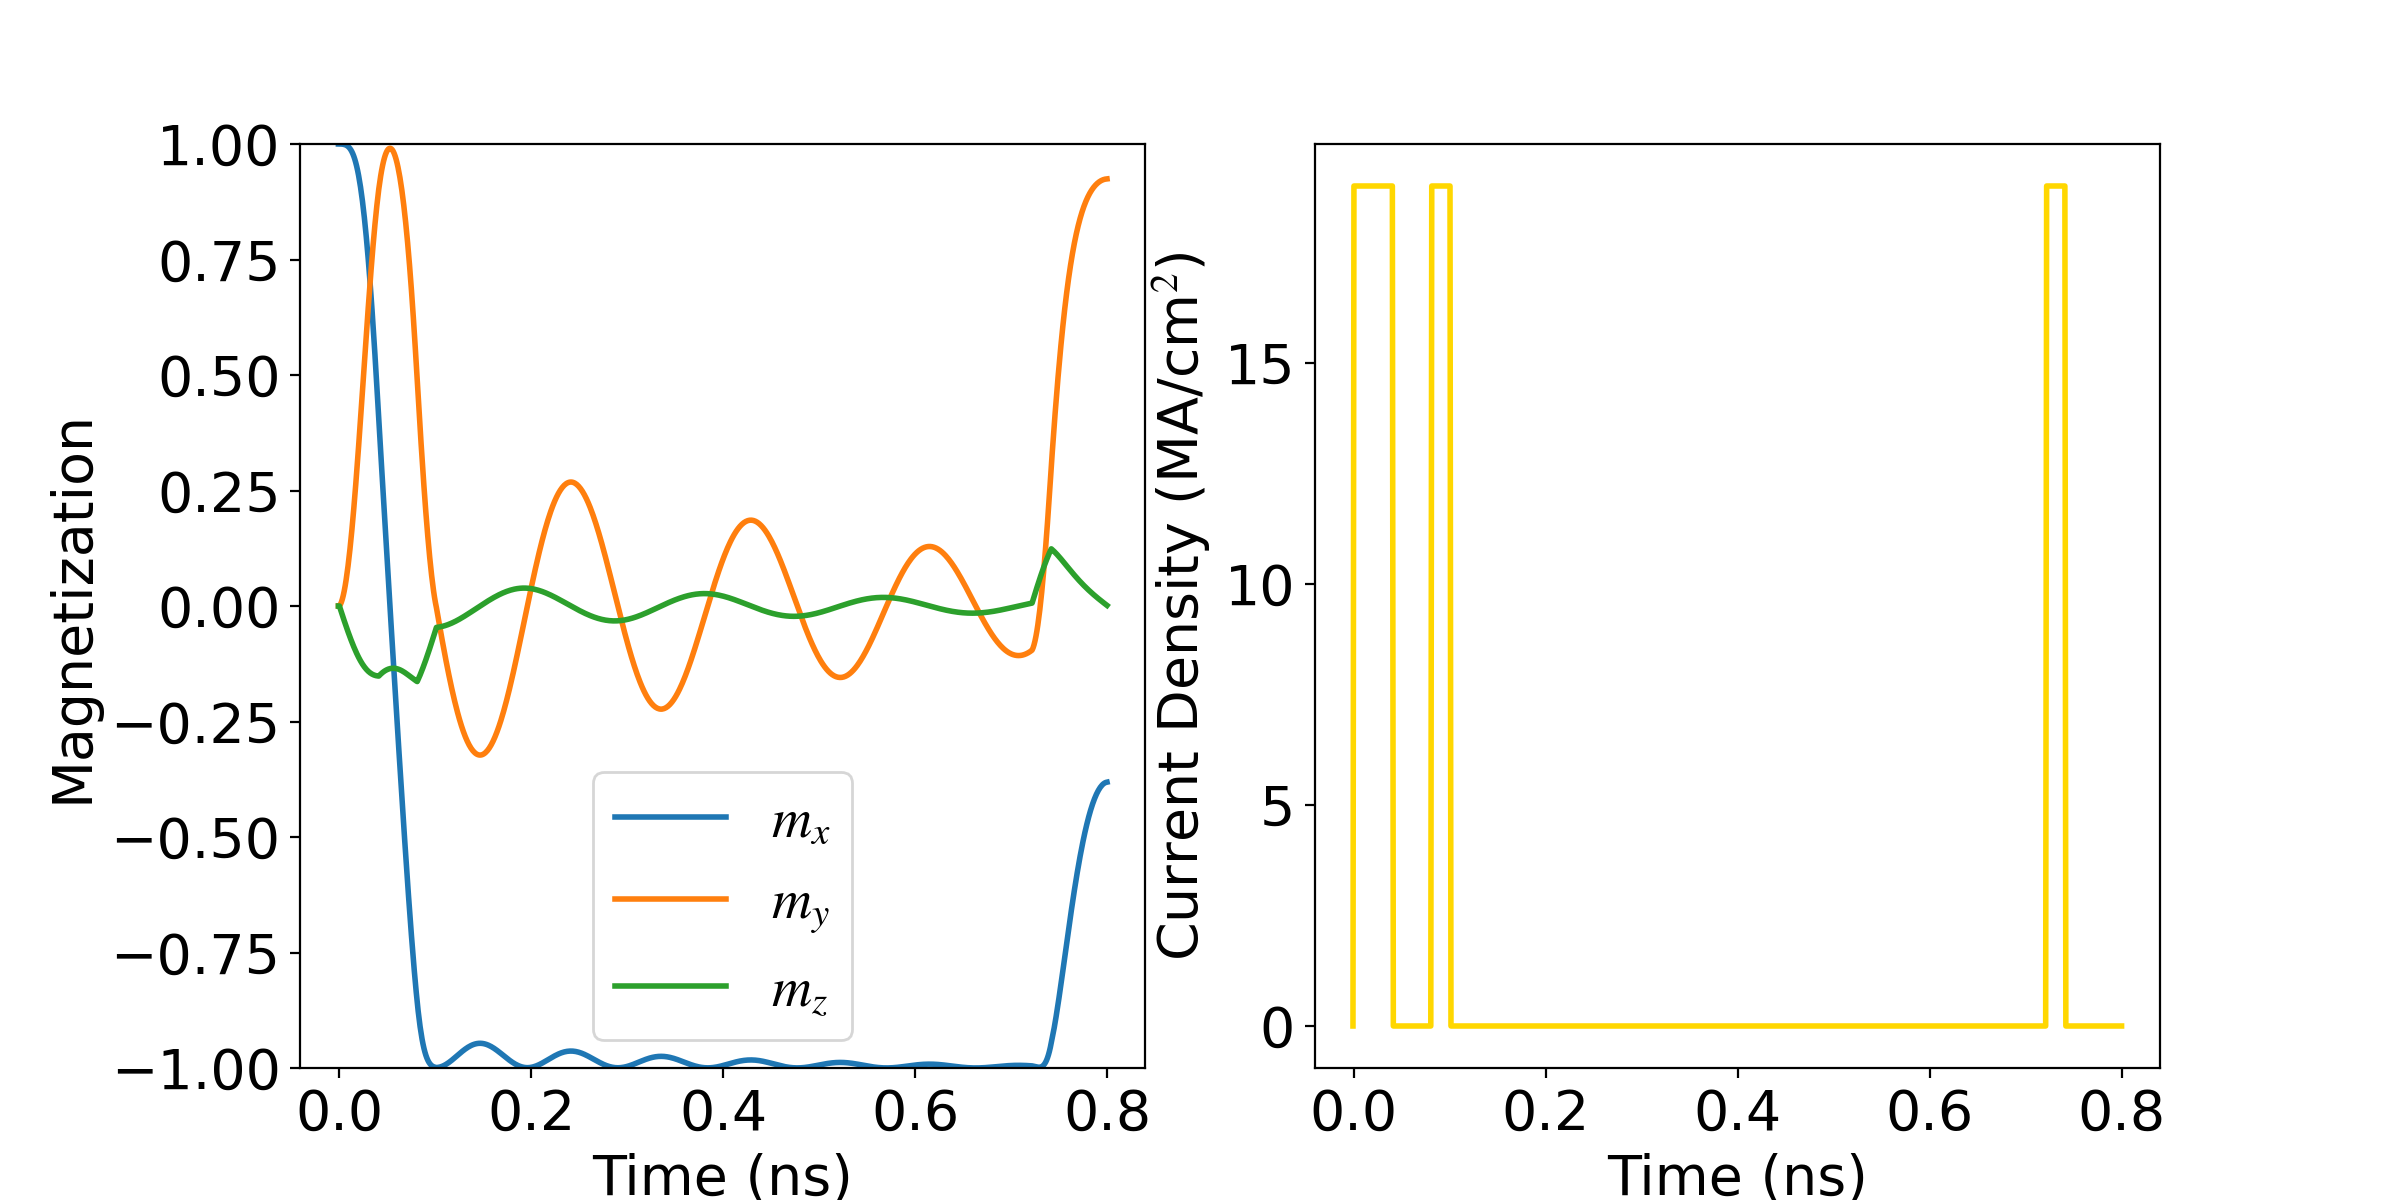 Magnetization
1.00
0.75
0.50
0.25
0.00
−0.25
−0.50
−0.75
−1.00
0.0 0.2 0.4 0.6 0.8
Time (ns)
m_x
m_y
m_z
Current Density (MA/cm²)
15
10
5
0
0.0 0.2 0.4 0.6 0.8
Time (ns)